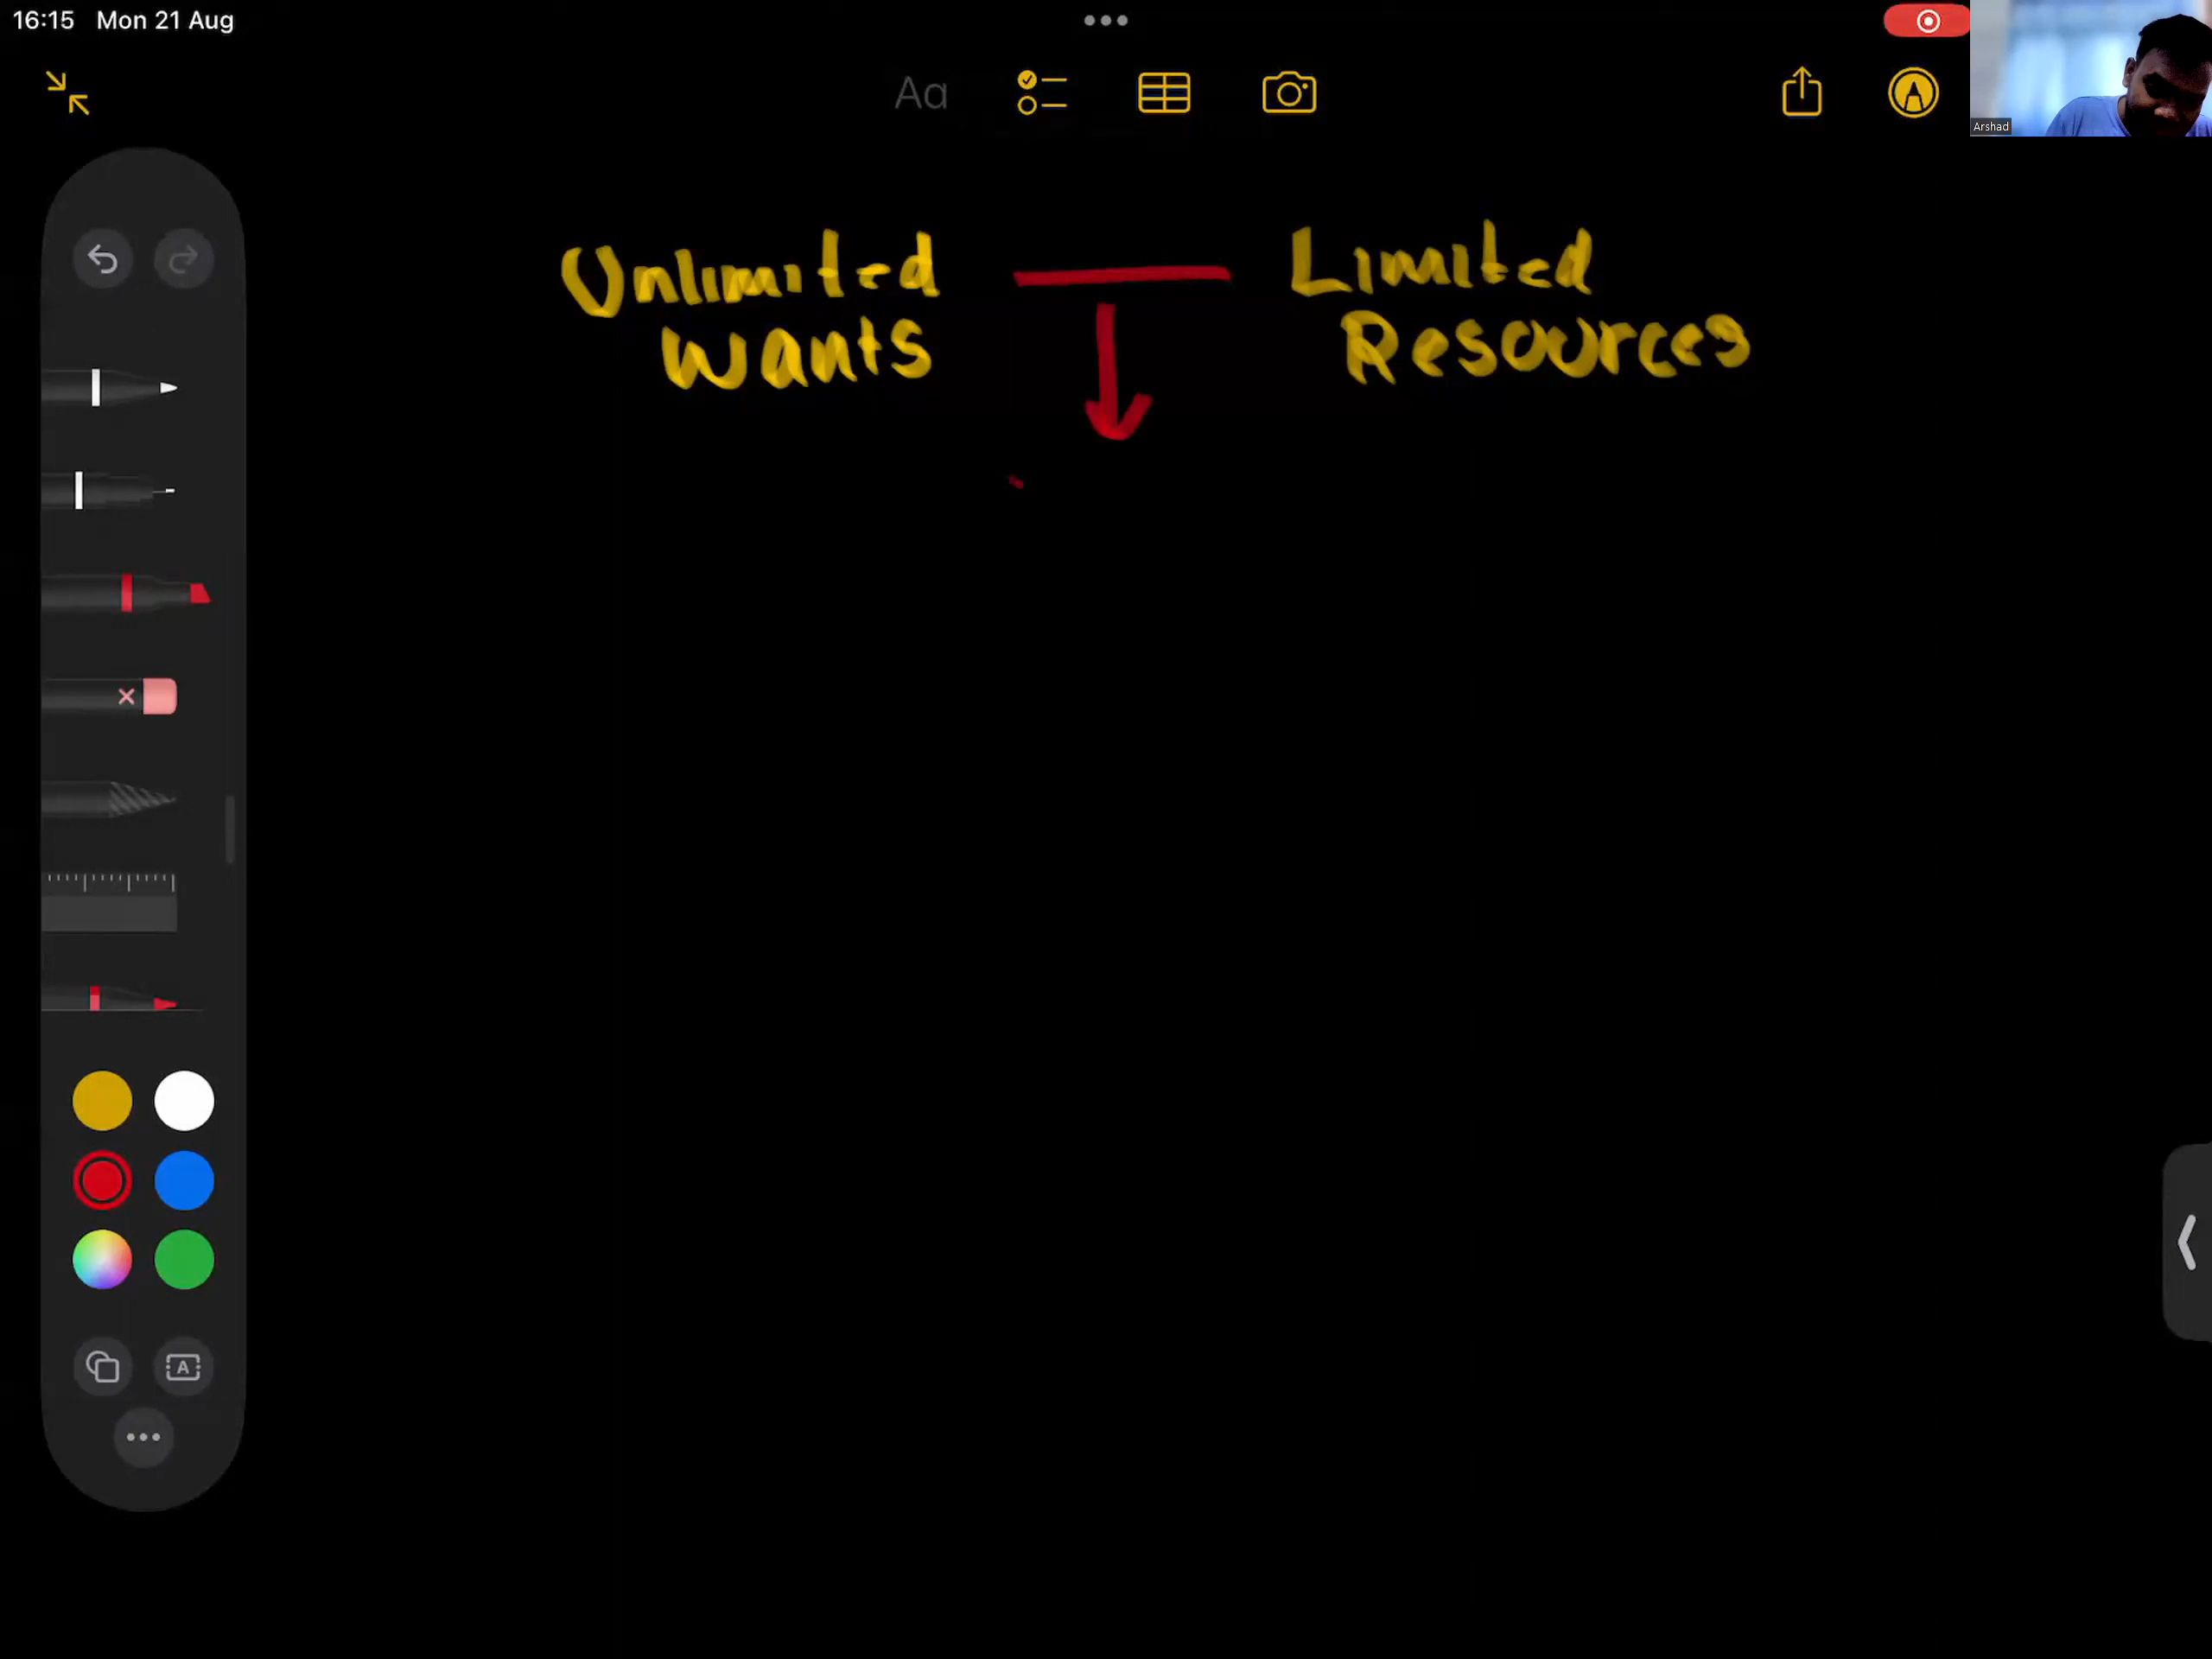 16:15 Mon 21 Aug
Aa
Arshad
Unlimited Limited
Wants Resources
A